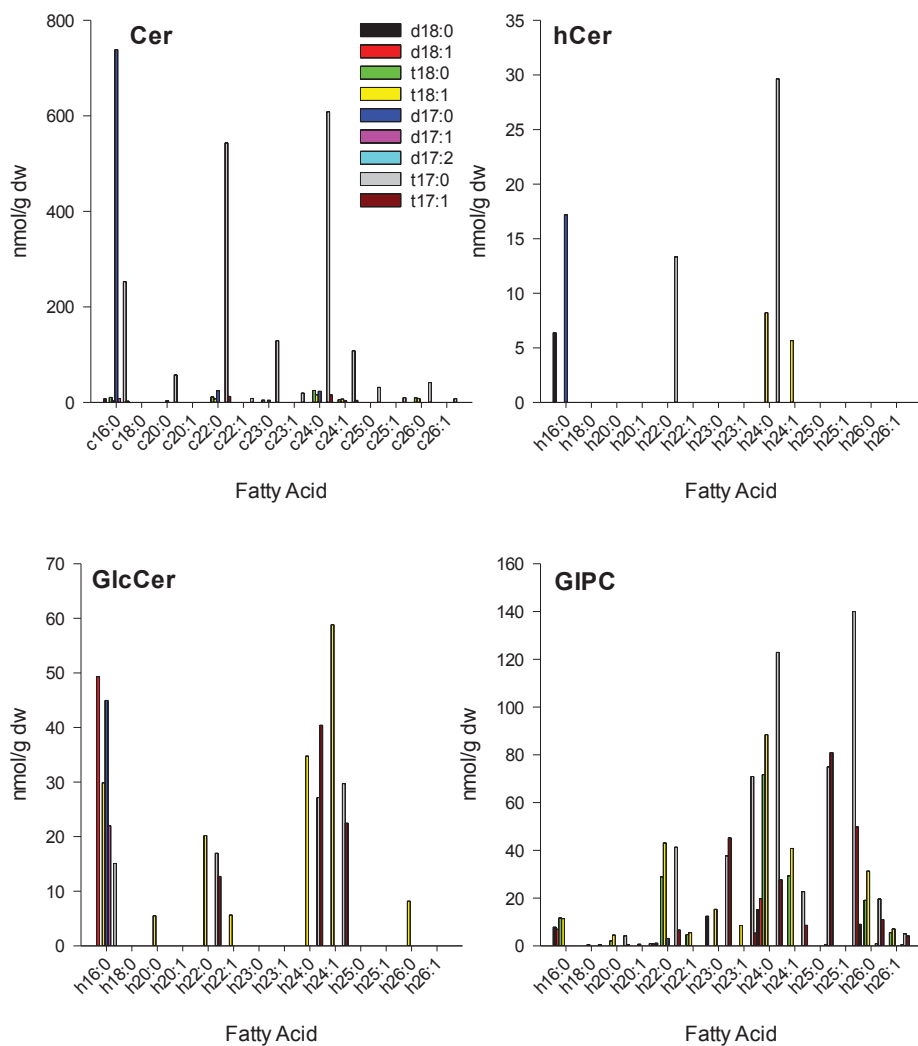 Cer
nmol/g dw
800
600
400
200
0
d18:0
d18:1
t18:0
t18:1
d17:0
d17:1
d17:2
t17:0
t17:1
c16:0
c18:0
c20:0
c20:1
c22:0
c22:1
c23:0
c23:1
c24:0
c24:1
c25:0
c25:1
c26:0
c26:1
Fatty Acid
hCer
nmol/g dw
35
30
25
20
15
10
5
0
h16:0
h18:0
h20:0
h20:1
h22:0
h22:1
h23:0
h23:1
h24:0
h24:1
h25:0
h25:1
h26:0
h26:1
Fatty Acid
GlcCer
nmol/g dw
70
60
50
40
30
20
10
0
h16:0
h18:0
h20:0
h20:1
h22:0
h22:1
h23:0
h23:1
h24:0
h24:1
h25:0
h25:1
h26:0
h26:1
Fatty Acid
GIPC
nmol/g dw
160
140
120
100
80
60
40
20
0
h16:0
h18:0
h20:0
h20:1
h22:0
h22:1
h23:0
h23:1
h24:0
h24:1
h25:0
h25:1
h26:0
h26:1
Fatty Acid